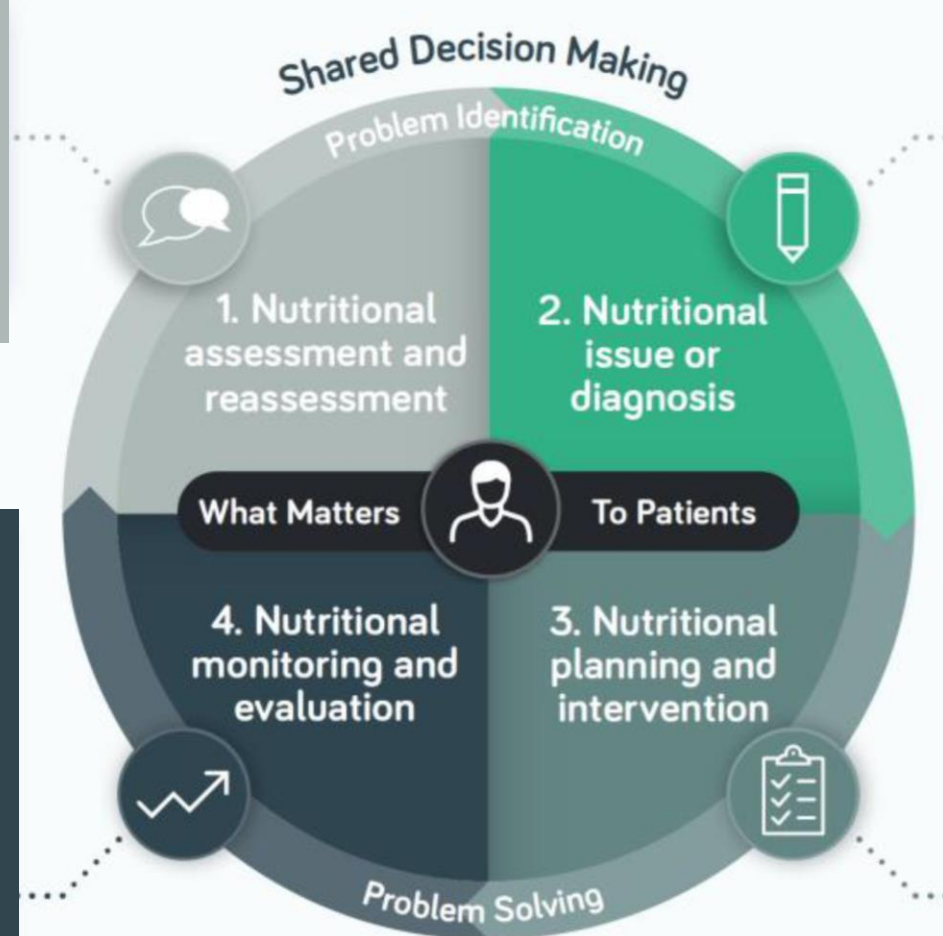 Shared Decision Making
Problem Identification
1. Nutritional
assessment and
reassessment
2. Nutritional
issue or
diagnosis
What Matters
To Patients
4. Nutritional
monitoring and
evaluation
3. Nutritional
planning and
intervention
Problem Solving